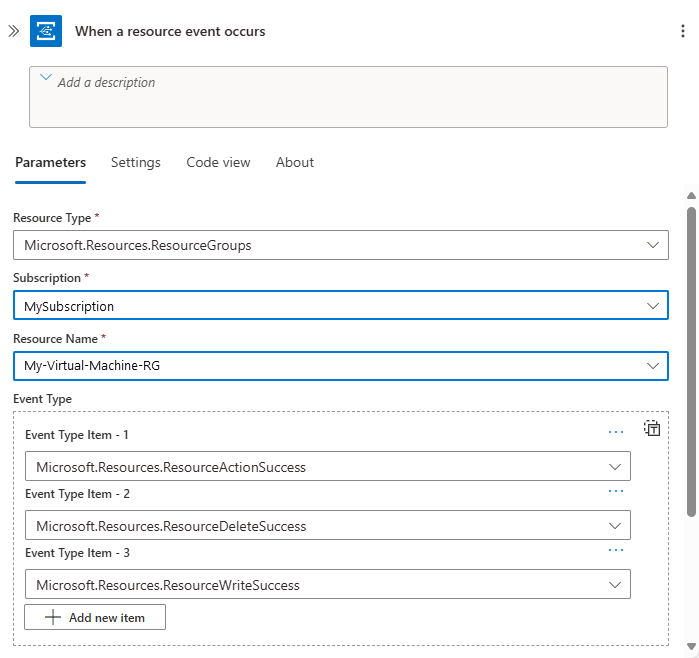 When a resource event occurs
Add a description
Parameters Settings Code view About
Resource Type *
Microsoft.Resources.ResourceGroups
Subscription *
MySubscription
Resource Name *
My-Virtual-Machine-RG
Event Type
Event Type Item - 1
Microsoft.Resources.ResourceActionSuccess
Event Type Item - 2
Microsoft.Resources.ResourceDeleteSuccess
Event Type Item - 3
Microsoft.Resources.ResourceWriteSuccess
Add new item